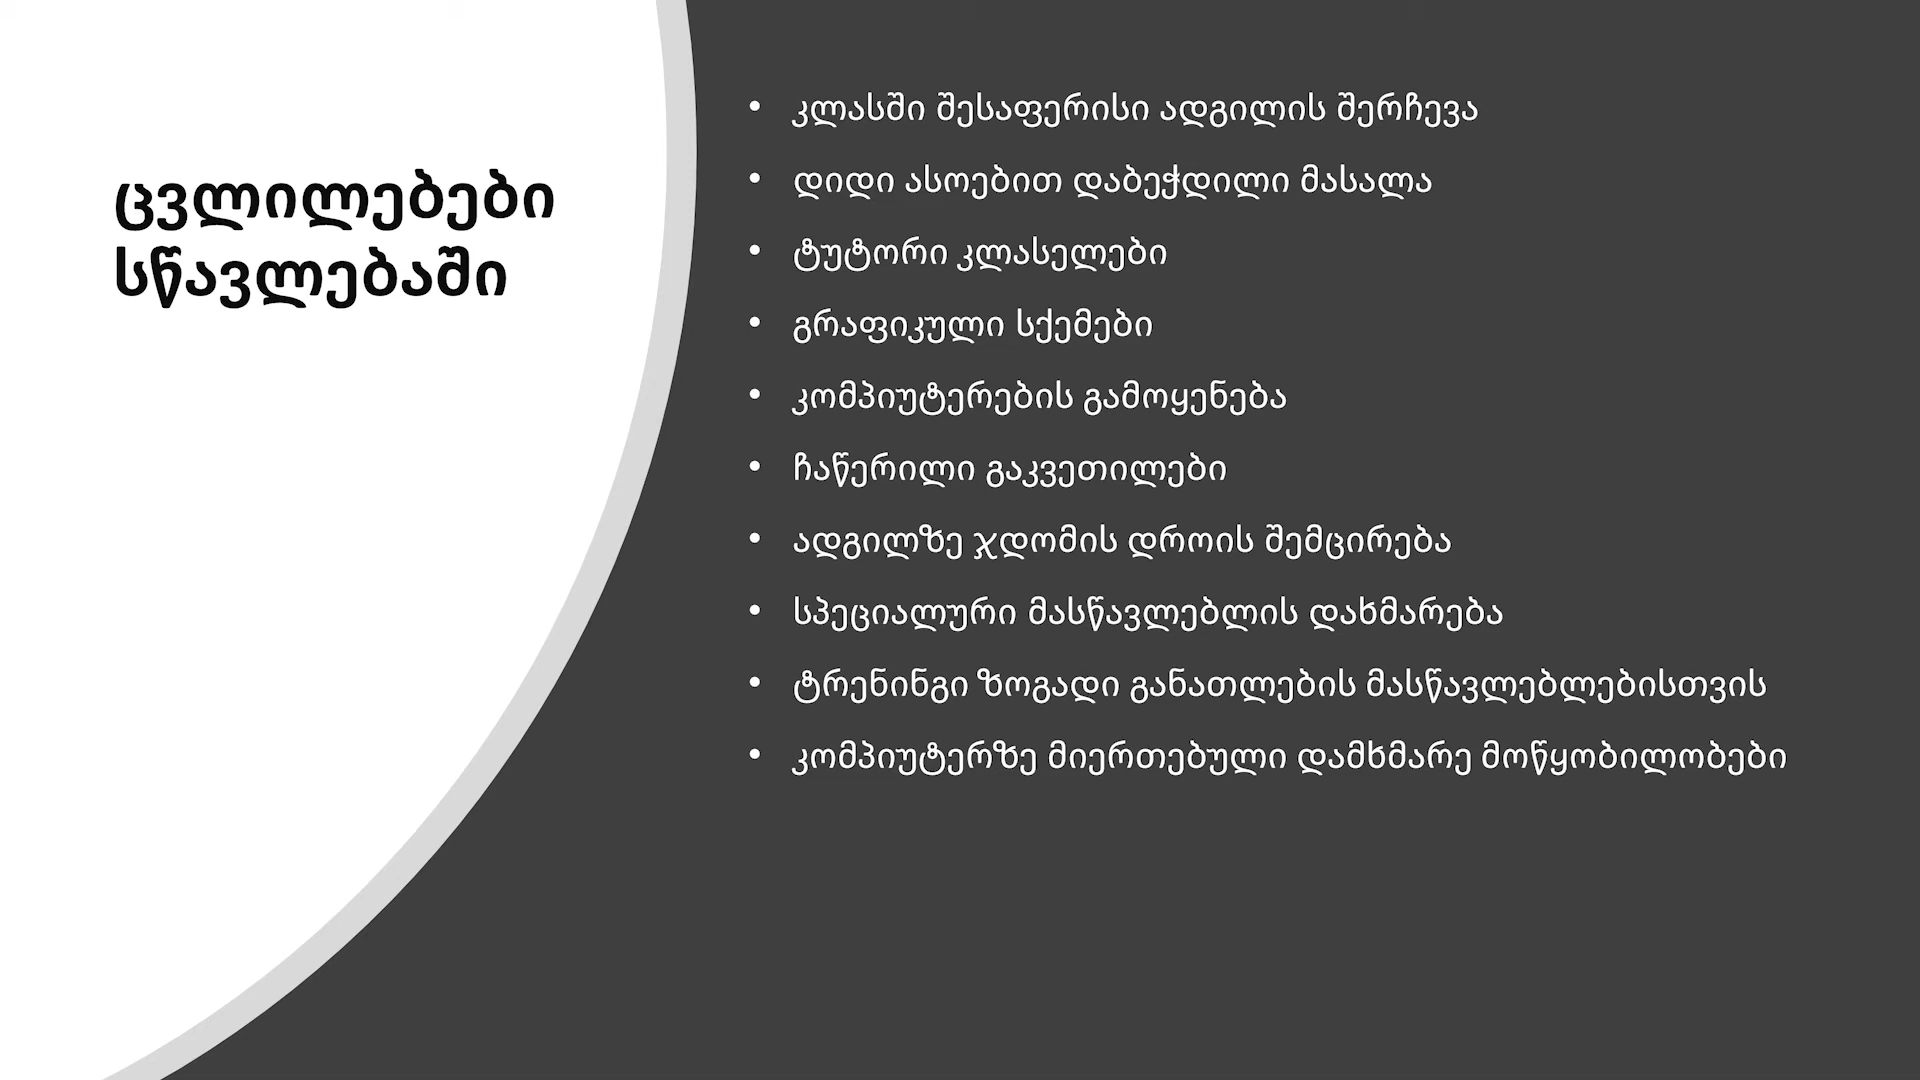 ცვლილებები
სწავლებაში
• კლასში შესაფერისი ადგილის შერჩევა
• დიდი ასოებით დაბეჭდილი მასალა
• ტუტორი კლასელები
• გრაფიკული სქემები
• კომპიუტერების გამოყენება
• ჩაწერილი გაკვეთილები
• ადგილზე ჯდომის დროის შემცირება
• სპეციალური მასწავლებლის დახმარება
• ტრენინგი ზოგადი განათლების მასწავლებლებისთვის
• კომპიუტერზე მიერთებული დამხმარე მოწყობილობები